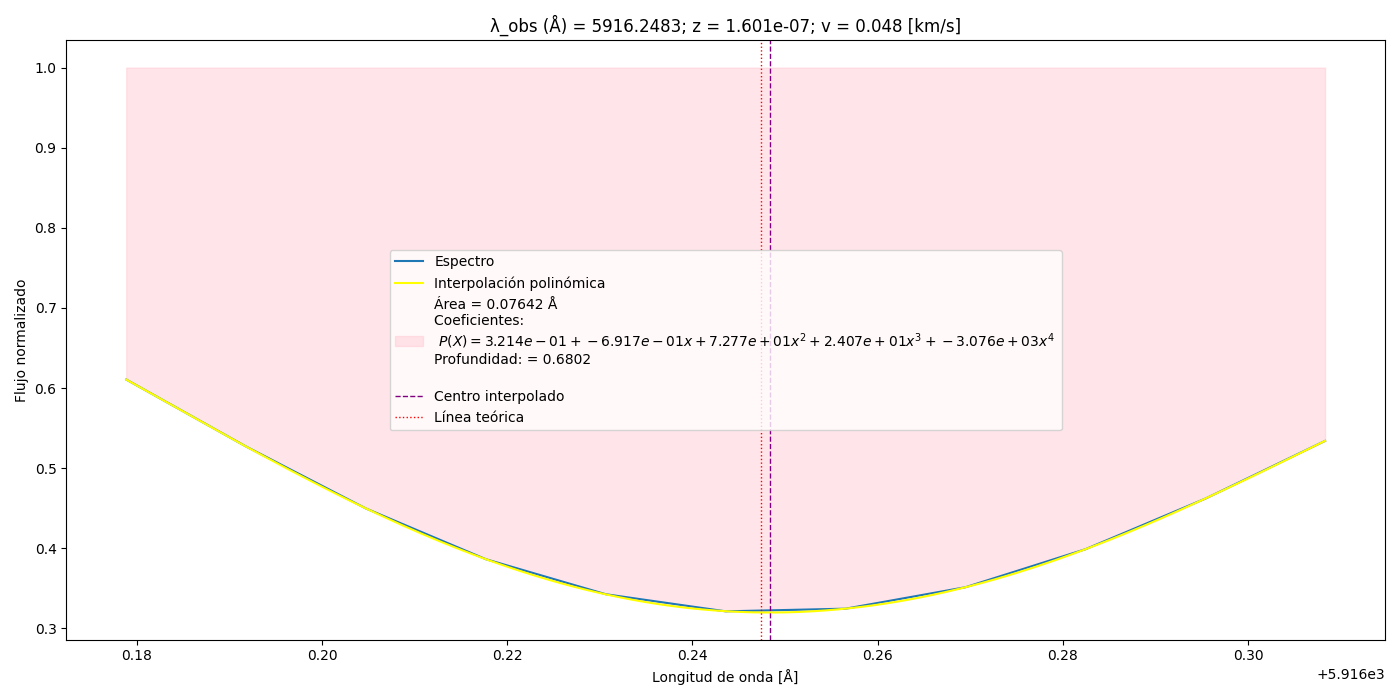 λ_obs (Å) = 5916.2483; z = 1.601e-07; v = 0.048 [km/s]
1.0
0.9
0.8
0.7
0.6
0.5
0.4
0.3
Flujo normalizado
Espectro
Interpolación polinómica
Área = 0.07642 Å
Coeficientes:
P(X) = 3.214e − 01 + −6.917e − 01x + 7.277e + 01x² + 2.407e + 01x³ + −3.076e + 03x⁴
Profundidad: = 0.6802
Centro interpolado
Línea teórica
0.18 0.20 0.22 0.24 0.26 0.28 0.30
Longitud de onda [Å]
+5.916e3